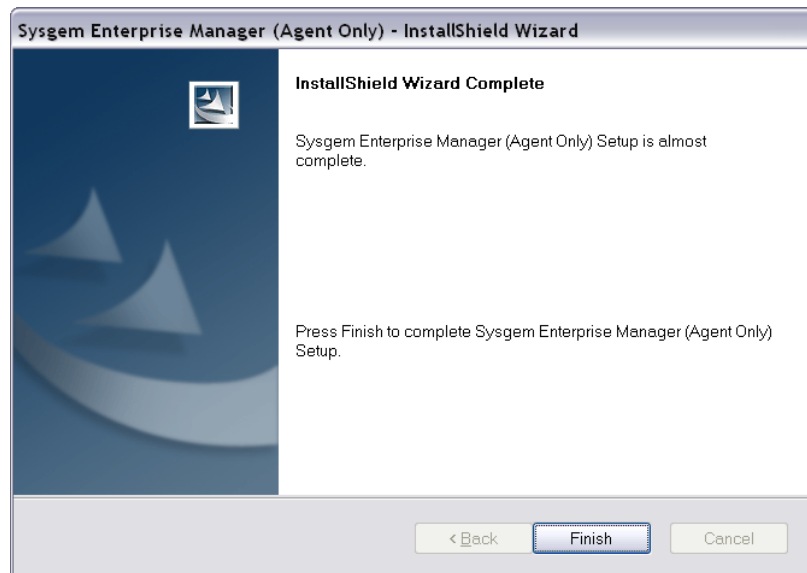 Sysgem Enterprise Manager (Agent Only) - InstallShield Wizard
InstallShield Wizard Complete
Sysgem Enterprise Manager (Agent Only) Setup is almost
complete.
Press Finish to complete Sysgem Enterprise Manager (Agent Only)
Setup.
< Back
Finish
Cancel